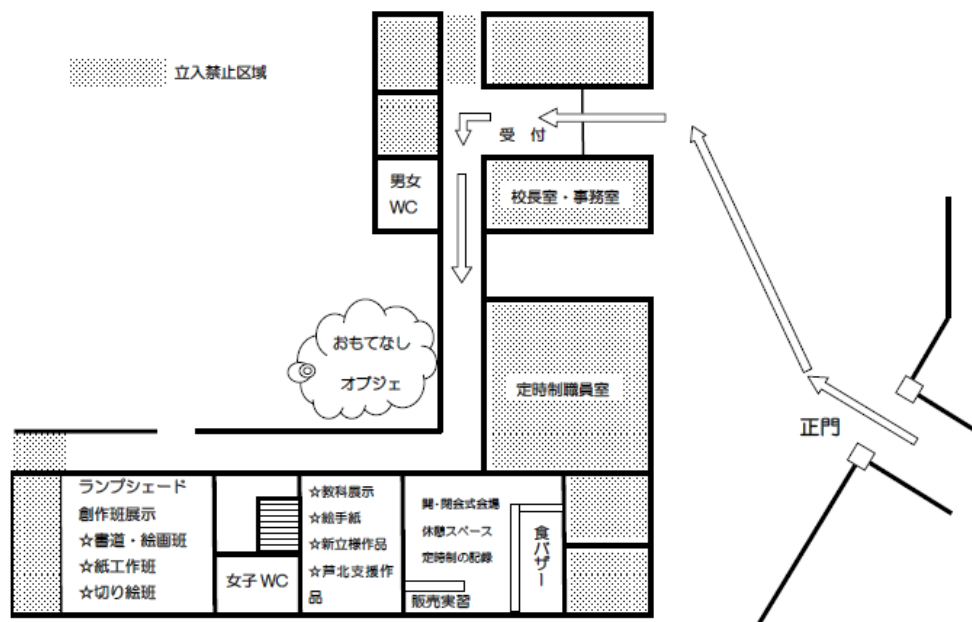 立入禁止区域
受　付
男女
WC
校長室・事務室
おもてなし
オブジェ
定時制職員室
正門
ランプシェード
創作班展示
☆書道・絵画班
☆紙工作班
☆切り絵班
女子 WC
☆教科展示
☆絵手紙
☆新立様作品
☆芦北支援作
品
開・閉会式会場
休憩スペース
定時制の記録
販売実習
食バザー